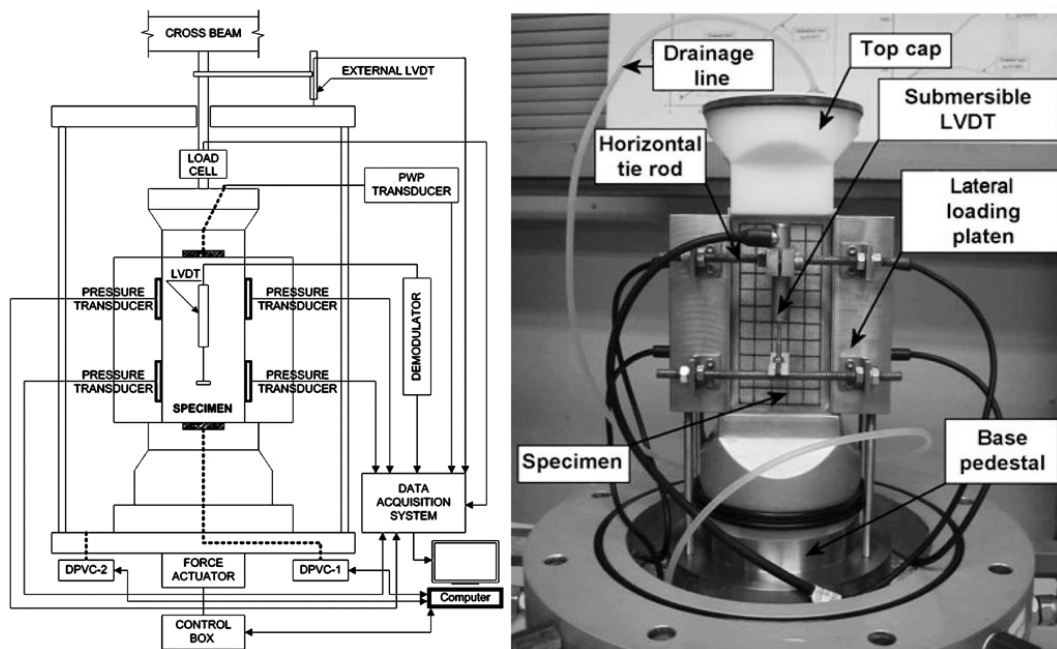 CROSS BEAM
EXTERNAL LVDT
LOAD
CELL
PWP
TRANSDUCER
LVDT
PRESSURE
TRANSDUCER
PRESSURE
TRANSDUCER
DEMODULATOR
PRESSURE
TRANSDUCER
PRESSURE
TRANSDUCER
SPECIMEN
DATA
ACQUISITION
SYSTEM
DPVC-2
FORCE
ACTUATOR
DPVC-1
Computer
CONTROL
BOX
Drainage
line
Top cap
Submersible
LVDT
Horizontal
tie rod
Lateral
loading
platen
Specimen
Base
pedestal